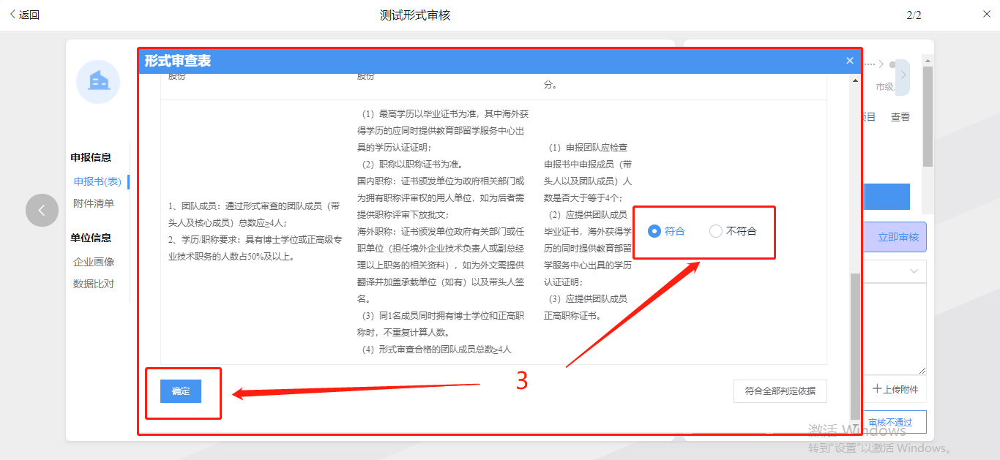 返回
测试形式审核
2/2
形式审查表
股份
股份
分。
（1）最高学历以毕业证书为准，其中海外获
得学历的应同时提供教育部留学服务中心出
具的学历认证证明；
（2）职称以职称证书为准。
国内职称：证书颁发单位为政府相关部门或
为拥有职称评审权的用人单位，如为后者需
提供职称评审下放批文；
海外职称：证书颁发单位政府有关部门或任
职单位（担任境外企业技术负责人或副总经
理以上职务的相关资料），如为外文需提供
翻译并加盖承载单位（如有）以及带头人签
名。
（3）同1名成员同时拥有博士学位和正高职
称时，不重复计算人数。
（4）形式审查合格的团队成员总数≥4人
1、团队成员：通过形式审查的团队成员（带
头人及核心成员）总数应≥4人；
2、学历/职称要求：具有博士学位或正高级专
业技术职务的人数占50%及以上。
（1）申报团队应检查
申报书中申报成员（带
头人以及团队成员）人
数是否大于等于4个；
（2）应提供团队成员
毕业证书，海外获得学
历的同时提供教育部留
学服务中心出具的学历
认证证明；
（3）应提供团队成员
正高职称证书。
符合
不符合
确定
3
符合全部判定依据
申报信息
申报书(表)
附件清单
单位信息
企业画像
数据比对
市级
项目
查看
立即审核
上传附件
审核不通过
激活 Windows
转到"设置"以激活 Windows。